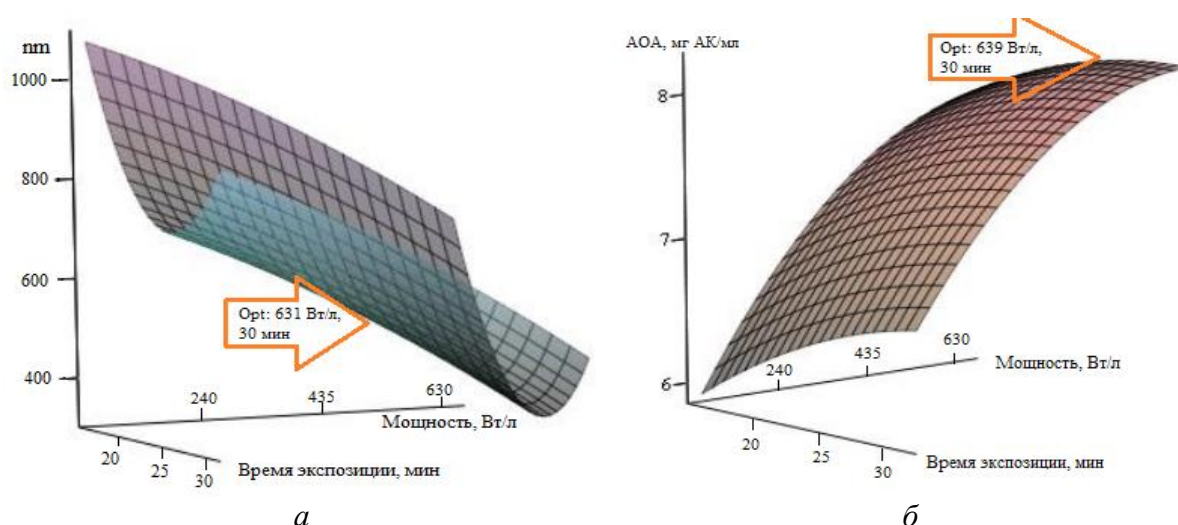 nm
1000
800
600
400
Opt: 631 Вт/л,
30 мин
240
435
630
Мощность, Вт/л
20
25
30
Время экспозиции, мин
а
АОА, мг АК/мл
8
7
6
Opt: 639 Вт/л,
30 мин
240
435
630
Мощность, Вт/л
20
25
30
Время экспозиции, мин
б